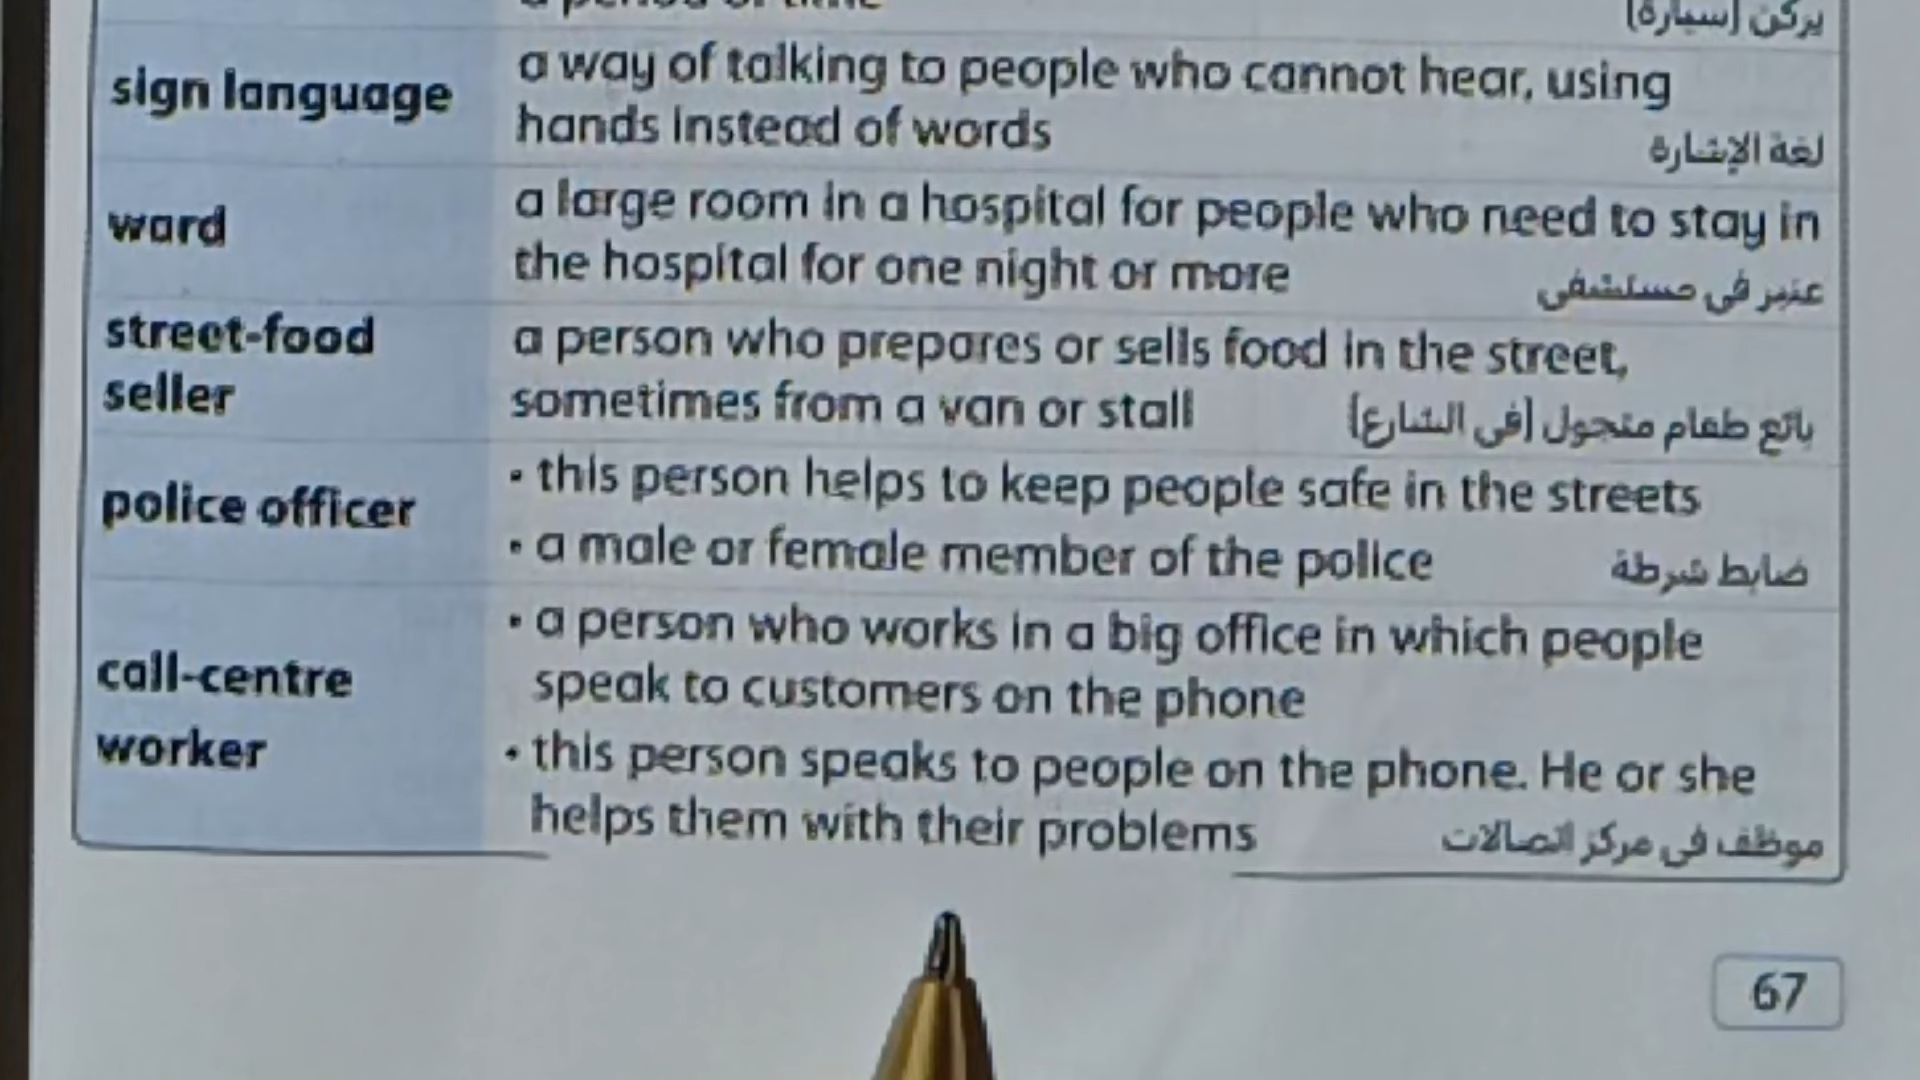 a period of time
يركن (سيارة)
sign language
a way of talking to people who cannot hear, using
hands instead of words
لغة الإشارة
ward
a large room in a hospital for people who need to stay in
the hospital for one night or more
عنبر فى مستشفى
street-food
seller
a person who prepares or sells food in the street,
sometimes from a van or stall
بائع طعام متجول (فى الشارع)
police officer
• this person helps to keep people safe in the streets
• a male or female member of the police
ضابط شرطة
call-centre
worker
• a person who works in a big office in which people
speak to customers on the phone
• this person speaks to people on the phone. He or she
helps them with their problems
موظف فى مركز اتصالات
67